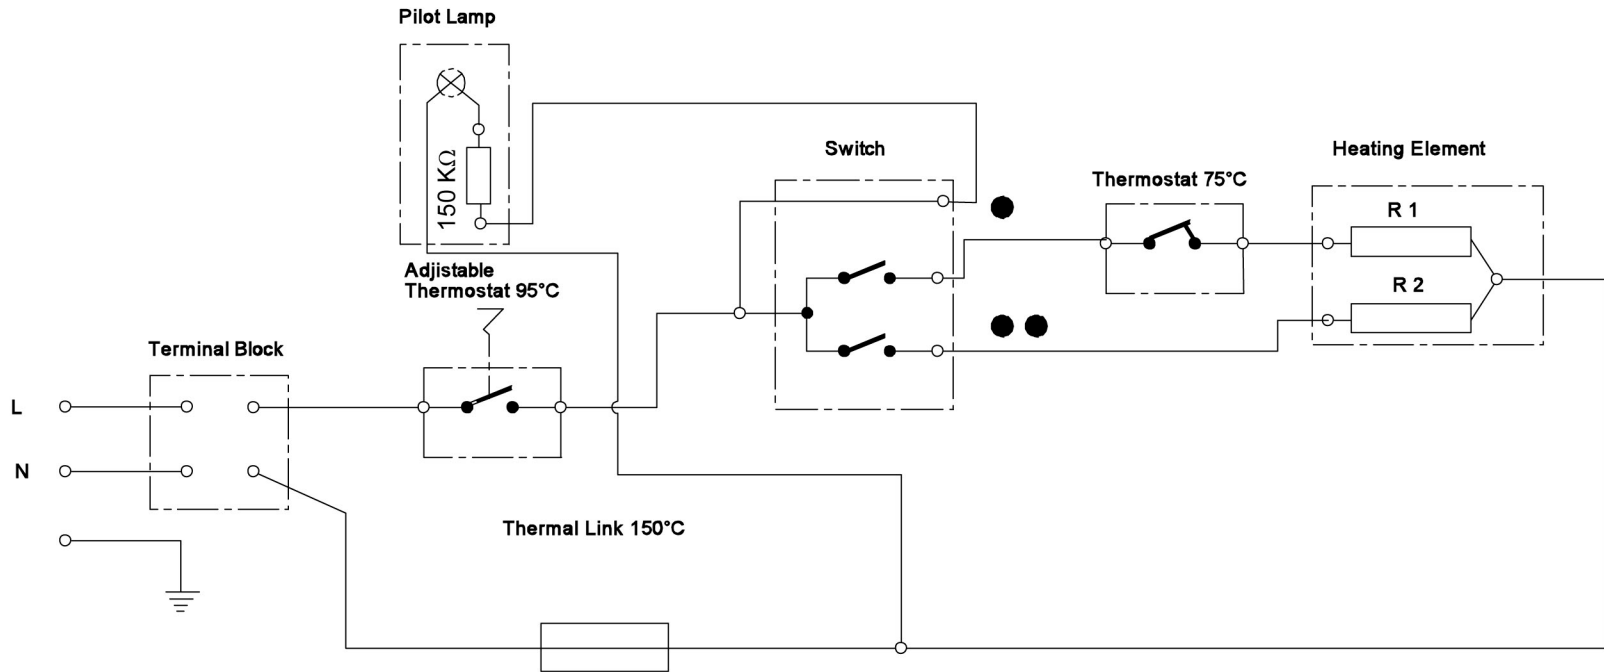 Pilot Lamp
150 KΩ
Switch
Thermostat 75°C
Heating Element
R 1
R 2
Adjistable
Thermostat 95°C
Terminal Block
L
N
Thermal Link 150°C